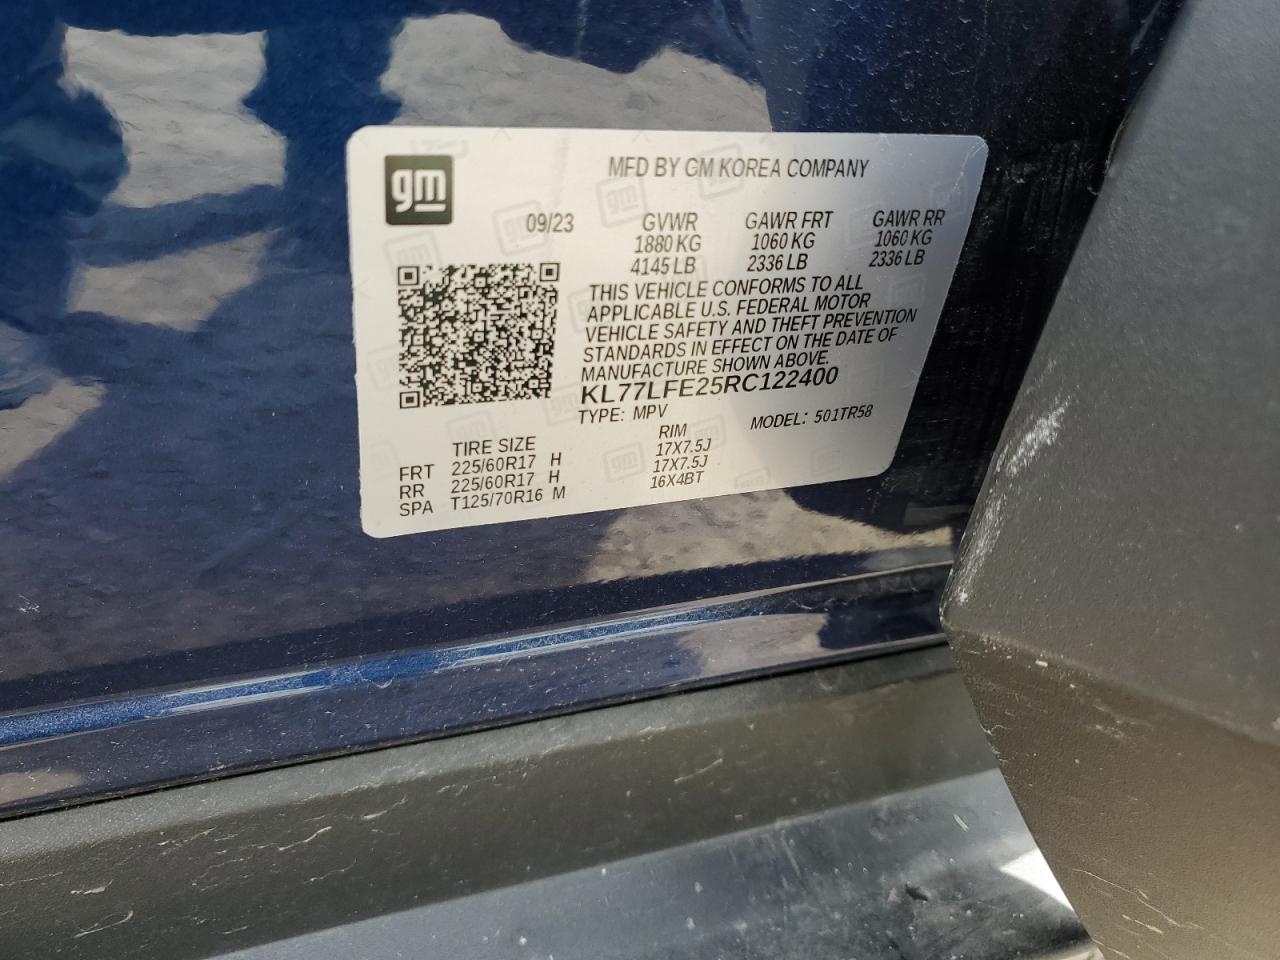 gm
MFD BY GM KOREA COMPANY
09/23 GVWR GAWR FRT GAWR RR
1880 KG 1060 KG 1060 KG
4145 LB 2336 LB 2336 LB
THIS VEHICLE CONFORMS TO ALL
APPLICABLE U.S. FEDERAL MOTOR
VEHICLE SAFETY AND THEFT PREVENTION
STANDARDS IN EFFECT ON THE DATE OF
MANUFACTURE SHOWN ABOVE.
KL77LFE25RC122400
TYPE: MPV MODEL: 501TR58
TIRE SIZE RIM
FRT 225/60R17 H 17X7.5J
RR 225/60R17 H 17X7.5J
SPA T125/70R16 M 16X4BT